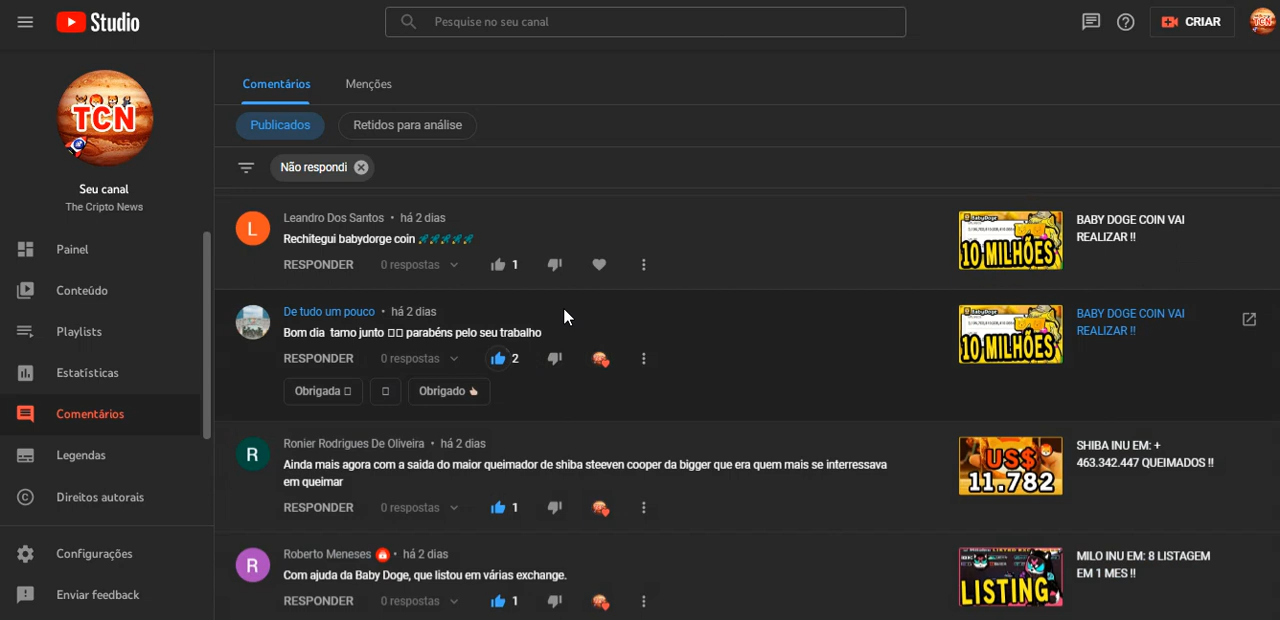 Studio
Pesquise no seu canal
CRIAR
TCN
Seu canal
The Cripto News
Painel
Conteúdo
Playlists
Estatísticas
Comentários
Legendas
Direitos autorais
Configurações
Enviar feedback
Comentários Menções
Publicados Retidos para análise
Não respondi
Leandro Dos Santos • há 2 dias
Rechitegui babydorge coin 🚀🚀🚀🚀🚀
RESPONDER 0 respostas 1
10 MILHÕES
BABY DOGE COIN VAI
REALIZAR !!
De tudo um pouco • há 2 dias
Bom dia tamo junto parabéns pelo seu trabalho
RESPONDER 0 respostas 2
Obrigada Obrigado 👆🏻
10 MILHÕES
BABY DOGE COIN VAI
REALIZAR !!
Ronier Rodrigues De Oliveira • há 2 dias
Ainda mais agora com a saida do maior queimador de shiba steeven cooper da bigger que era quem mais se interressava
em queimar
RESPONDER 0 respostas 1
US$
11.782
SHIBA INU EM: +
463.342.447 QUEIMADOS !!
Roberto Meneses • há 2 dias
Com ajuda da Baby Doge, que listou em várias exchange.
RESPONDER 0 respostas 1
LISTING
MILO INU EM: 8 LISTAGEM
EM 1 MES !!